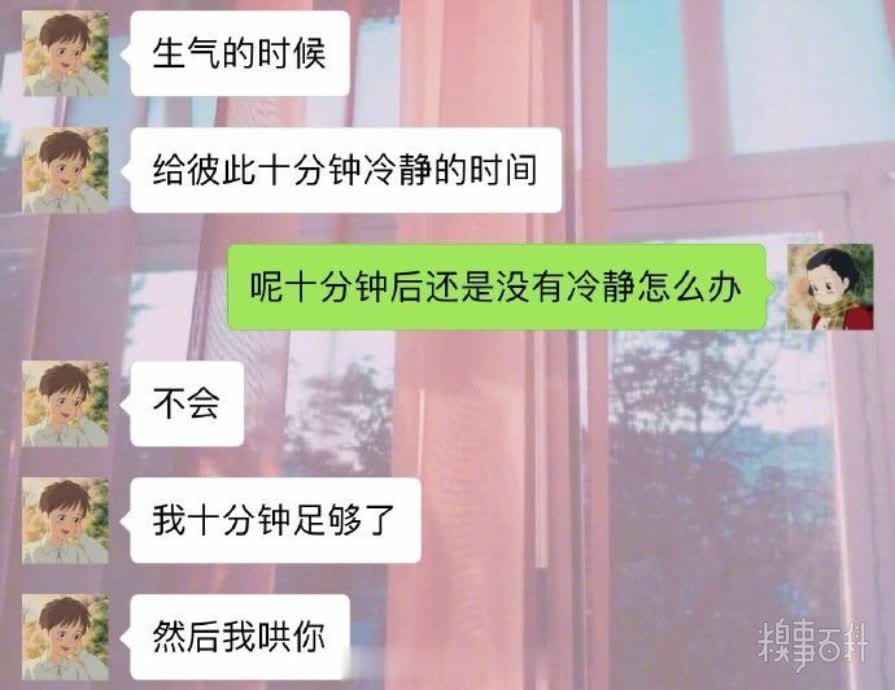 生气的时候
给彼此十分钟冷静的时间
呢十分钟后还是没有冷静怎么办
不会
我十分钟足够了
然后我哄你
糗事百科